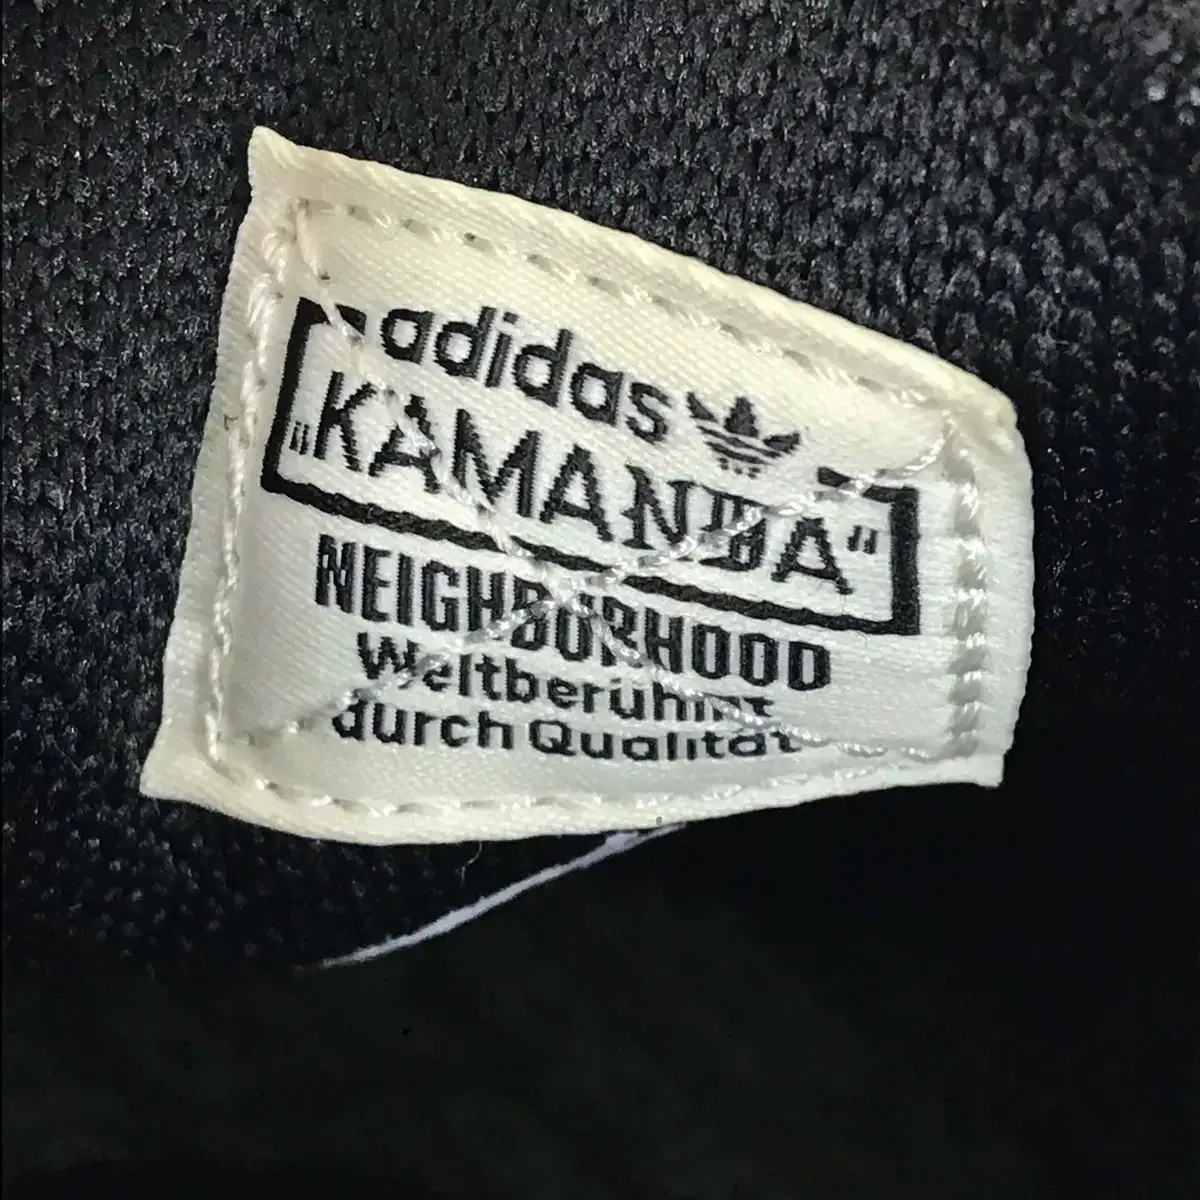 adidas
„KAMANDA“
NEIGHBORHOOD
Weltberühmt
durch Qualität